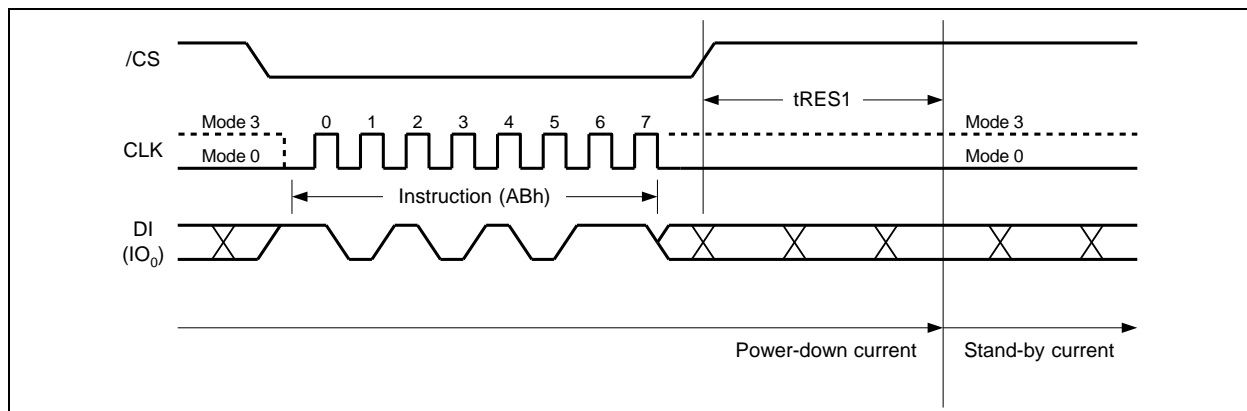 /CS
tRES1
Mode 3
0 1 2 3 4 5 6 7
Mode 3
CLK
Mode 0
Mode 0
Instruction (ABh)
DI
(IO0)
Power-down current
Stand-by current